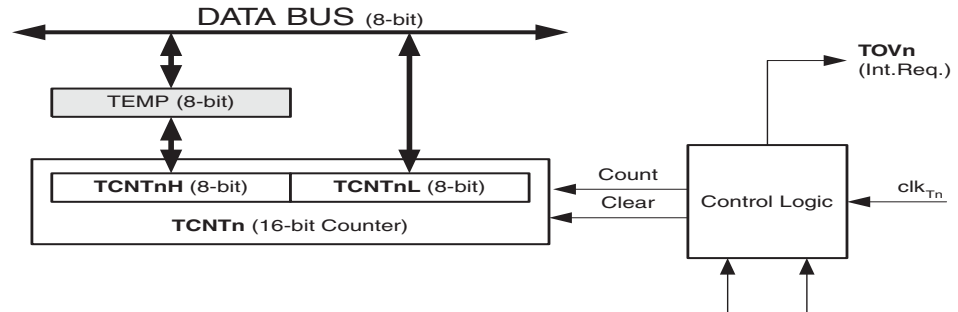 DATA BUS (8-bit)
TOVn
(Int.Req.)
TEMP (8-bit)
TCNTnH (8-bit)
TCNTnL (8-bit)
TCNTn (16-bit Counter)
Count
Clear
Control Logic
clkTn